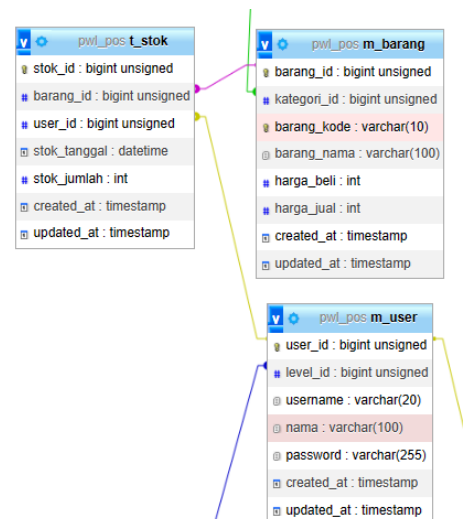 v pwl_pos t_stok
stok_id : bigint unsigned
# barang_id : bigint unsigned
# user_id : bigint unsigned
stok_tanggal : datetime
# stok_jumlah : int
created_at : timestamp
updated_at : timestamp
v pwl_pos m_barang
barang_id : bigint unsigned
# kategori_id : bigint unsigned
barang_kode : varchar(10)
barang_nama : varchar(100)
# harga_beli : int
# harga_jual : int
created_at : timestamp
updated_at : timestamp
v pwl_pos m_user
user_id : bigint unsigned
# level_id : bigint unsigned
username : varchar(20)
nama : varchar(100)
password : varchar(255)
created_at : timestamp
updated_at : timestamp